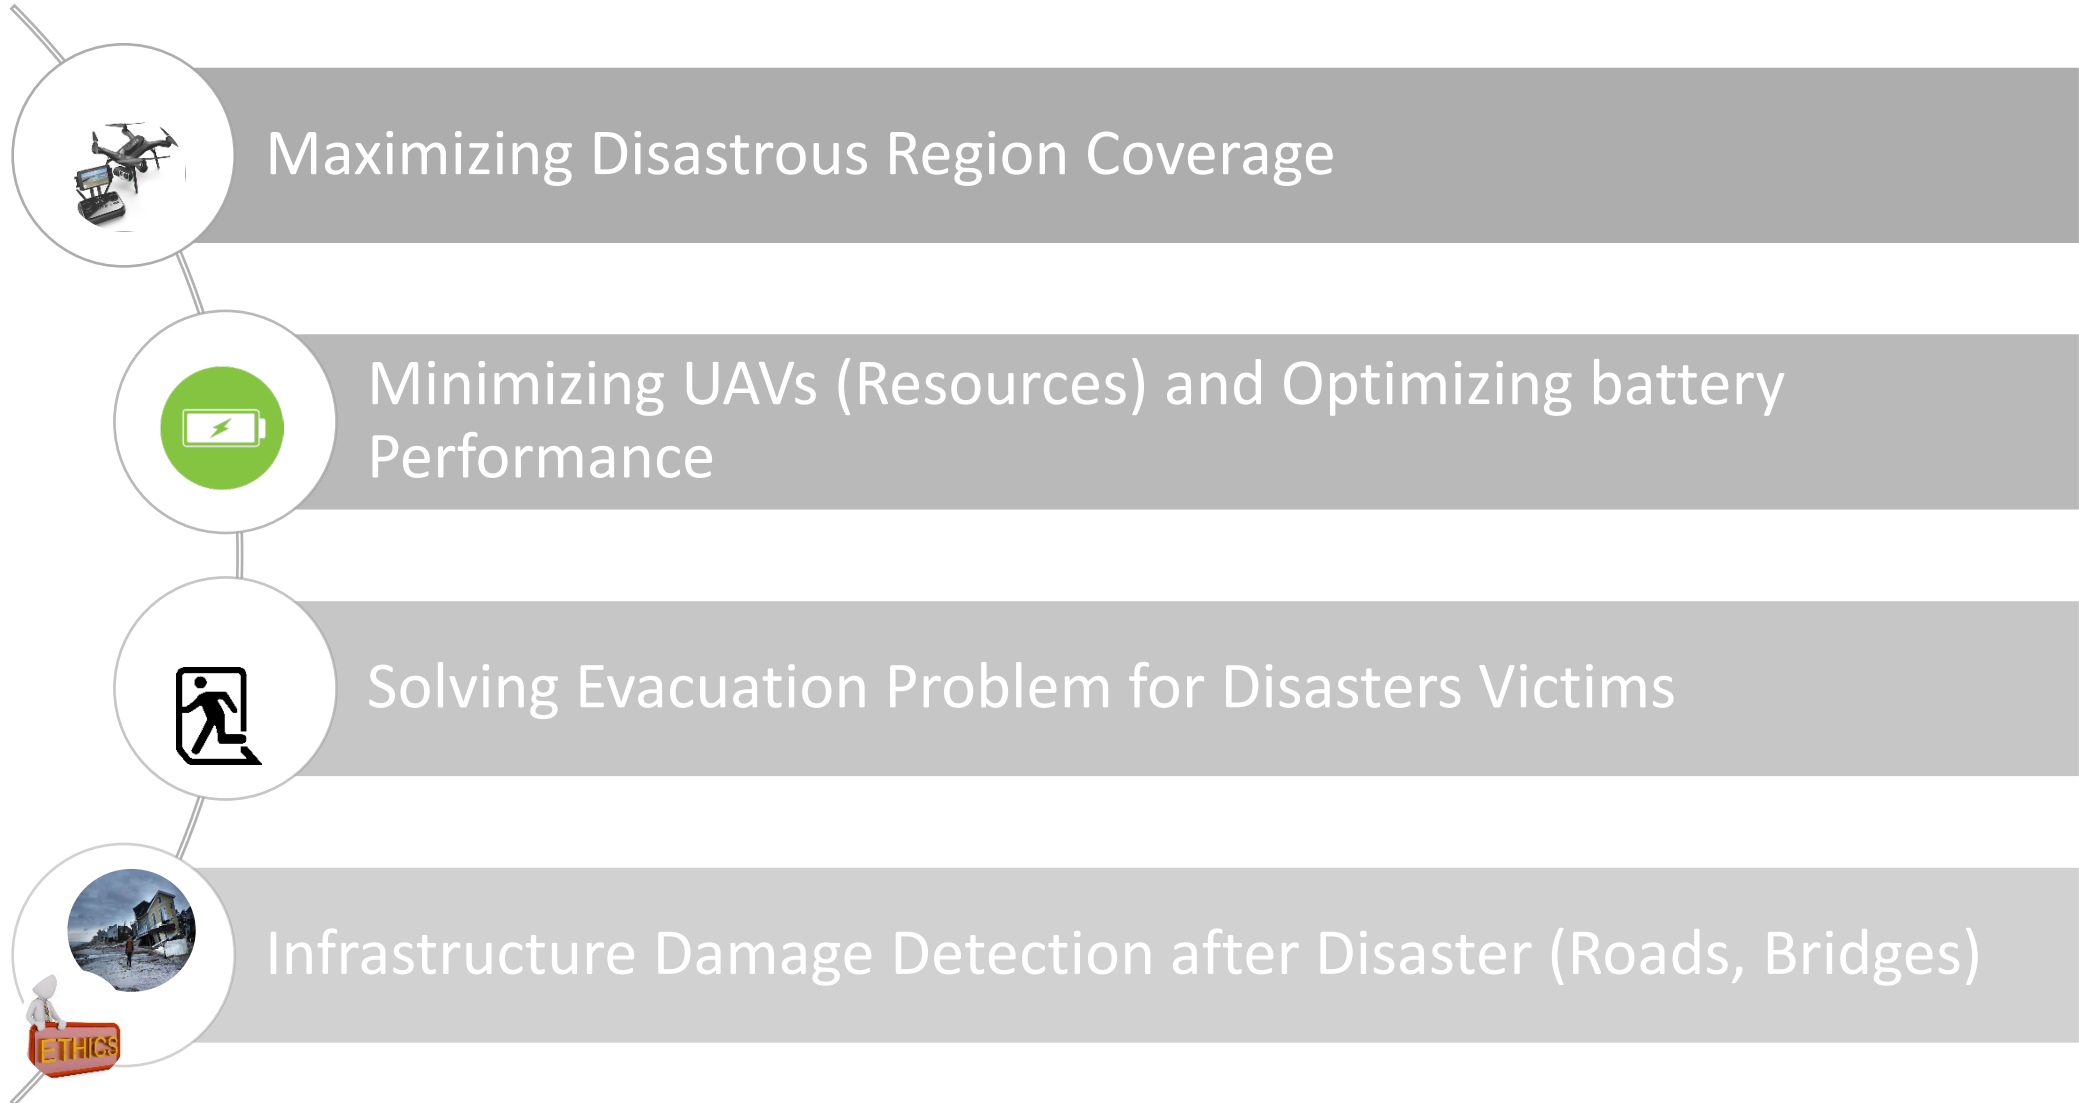 Maximizing Disastrous Region Coverage
Minimizing UAVs (Resources) and Optimizing battery
Performance
Solving Evacuation Problem for Disasters Victims
Infrastructure Damage Detection after Disaster (Roads, Bridges)
ETHICS